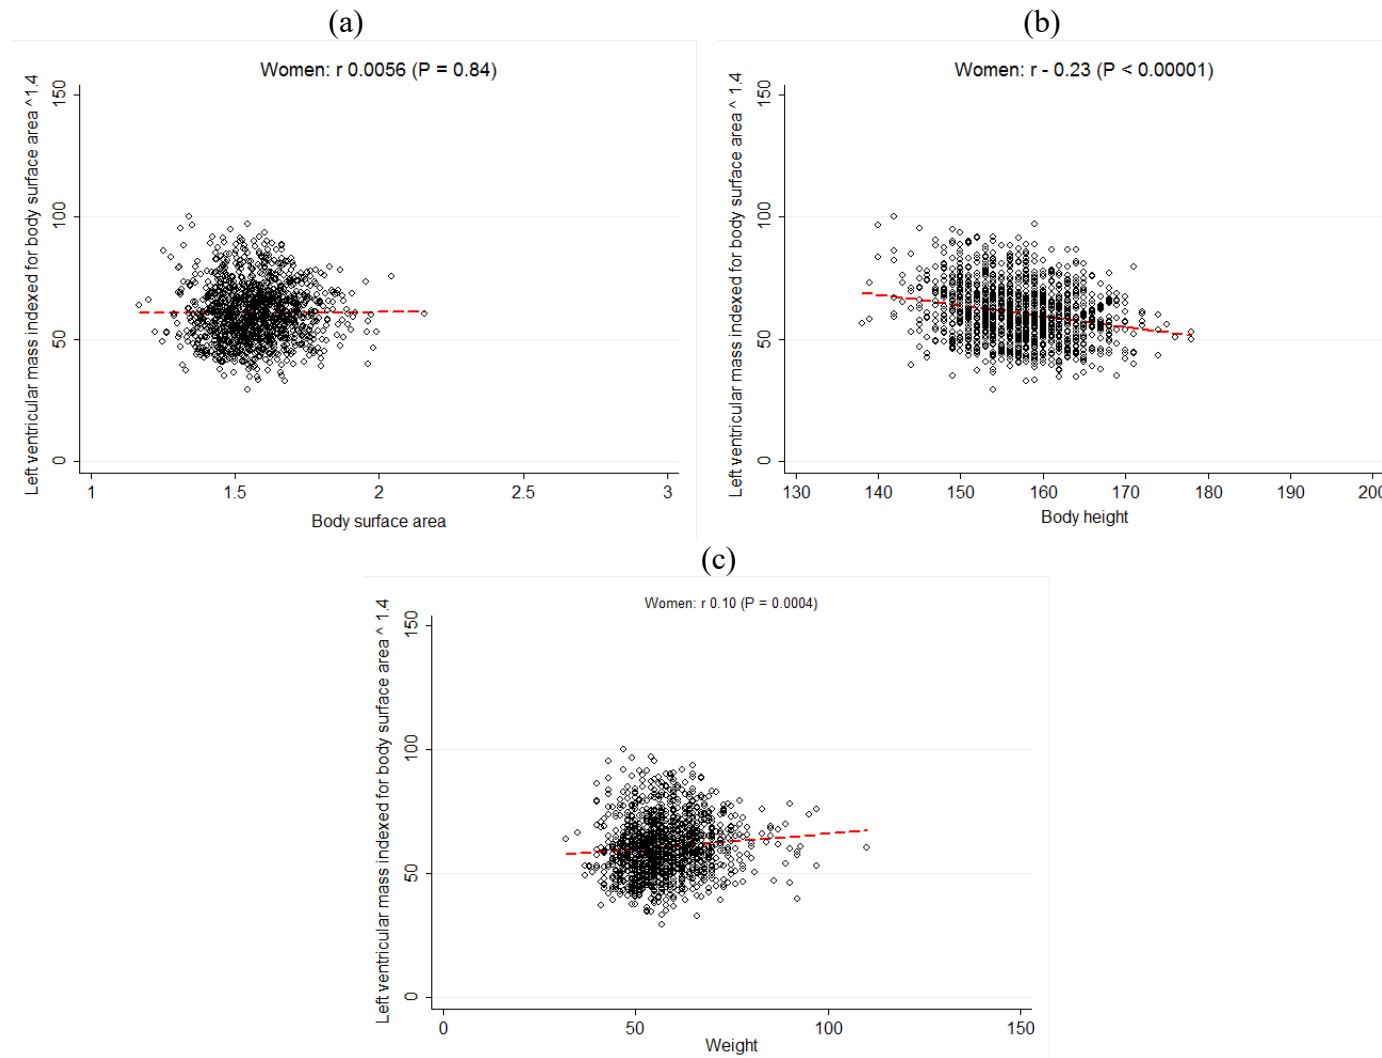 (a)
Women: r 0.0056 (P = 0.84)
Left ventricular mass indexed for body surface area ^1.4
150
100
50
0
1
1.5
2
2.5
3
Body surface area
(b)
Women: r - 0.23 (P < 0.00001)
Left ventricular mass indexed for body surface area ^ 1.4
150
100
50
0
130
140
150
160
170
180
190
200
Body height
(c)
Women: r 0.10 (P = 0.0004)
Left ventricular mass indexed for body surface area ^ 1.4
150
100
50
0
0
50
100
150
Weight